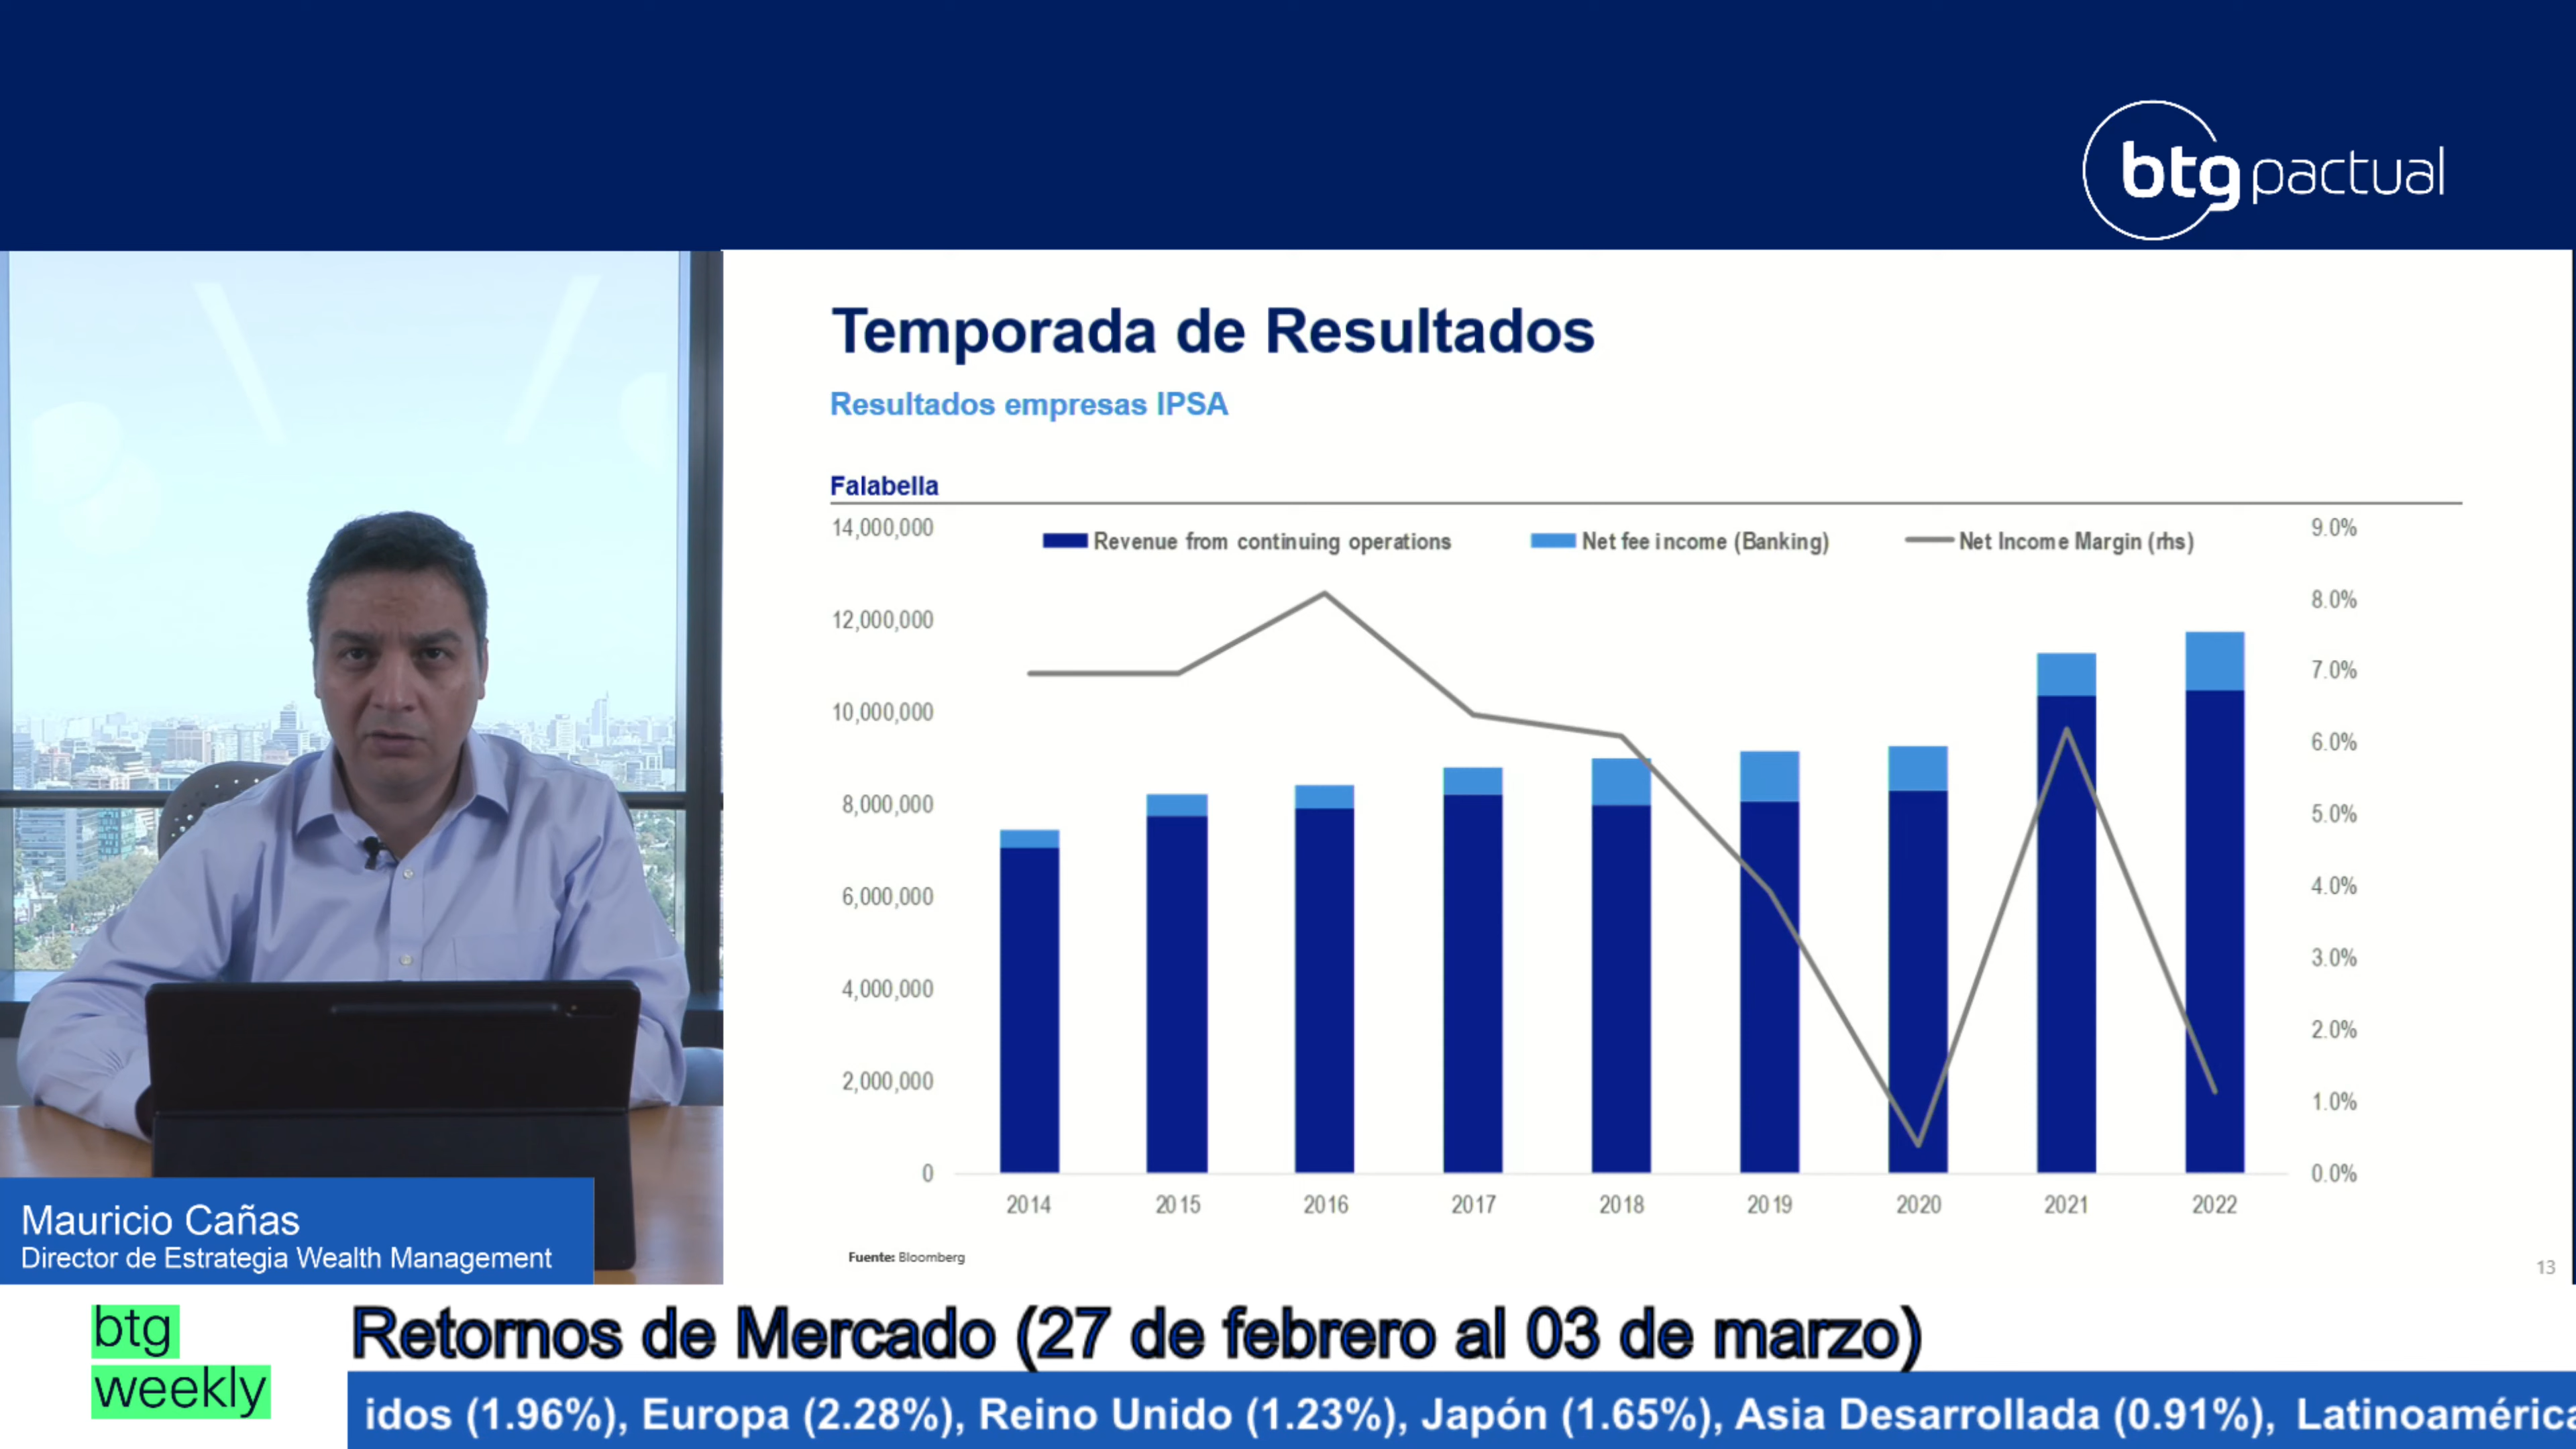 btgpactual
Temporada de Resultados
Resultados empresas IPSA
Falabella
14,000,000
12,000,000
10,000,000
8,000,000
6,000,000
4,000,000
2,000,000
0
Revenue from continuing operations Net fee income (Banking) Net Income Margin (rhs)
9.0%
8.0%
7.0%
6.0%
5.0%
4.0%
3.0%
2.0%
1.0%
0.0%
2014 2015 2016 2017 2018 2019 2020 2021 2022
Fuente: Bloomberg
13
Mauricio Cañas
Director de Estrategia Wealth Management
btg
weekly
Retornos de Mercado (27 de febrero al 03 de marzo)
idos (1.96%), Europa (2.28%), Reino Unido (1.23%), Japón (1.65%), Asia Desarrollada (0.91%), Latinoamérica